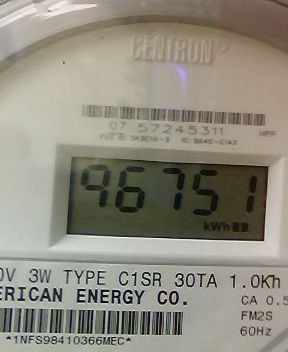 CENTRON
07 57245311
HPP
96751
kWh
0V 3W TYPE C1SR 30TA 1.0Kh
ERICAN ENERGY CO.
CA 0.5
FM2S
60Hz
*1NFS98410366MEC*